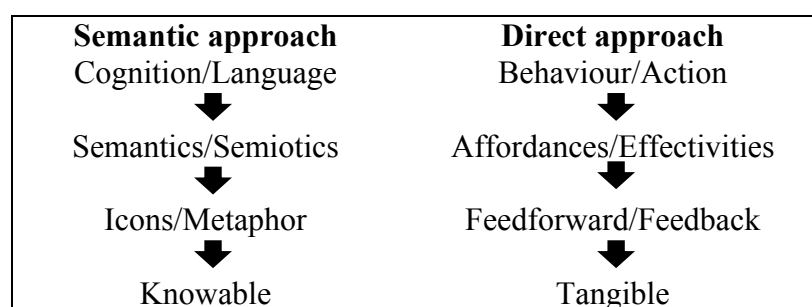 Semantic approach Direct approach
Cognition/Language Behaviour/Action
Semantics/Semiotics Affordances/Effectivities
Icons/Metaphor Feedforward/Feedback
Knowable Tangible